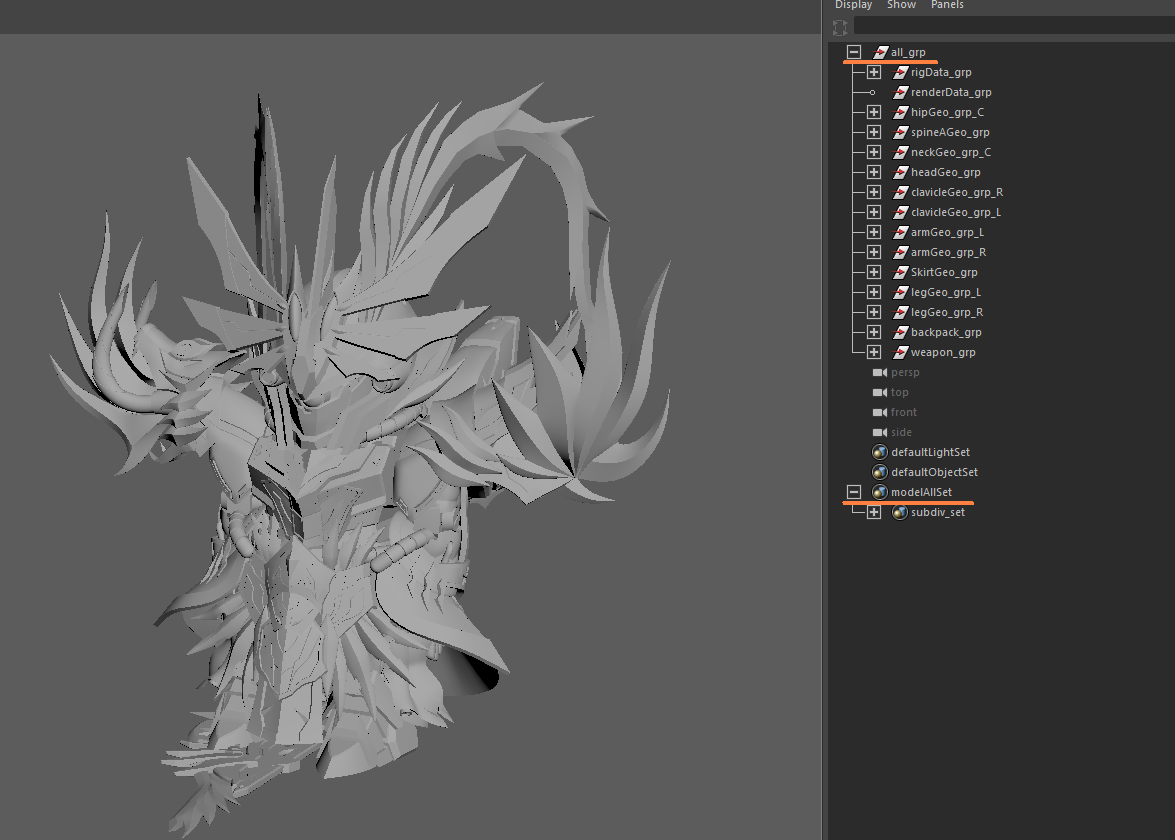 Display Show Panels
all_grp
rigData_grp
renderData_grp
hipGeo_grp_C
spineAGeo_grp
neckGeo_grp_C
headGeo_grp
clavicleGeo_grp_R
clavicleGeo_grp_L
armGeo_grp_L
armGeo_grp_R
SkirtGeo_grp
legGeo_grp_L
legGeo_grp_R
backpack_grp
weapon_grp
persp
top
front
side
defaultLightSet
defaultObjectSet
modelAllSet
subdiv_set